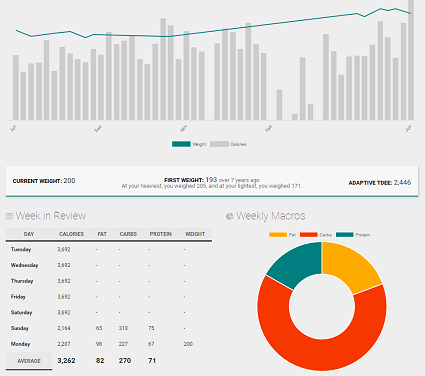 Jun
Sep
Nov
Feb
Jun
Weight
Calories
CURRENT WEIGHT: 200
FIRST WEIGHT: 193 over 7 years ago
At your heaviest, you weighed 205, and at your lightest, you weighed 171.
ADAPTIVE TDEE: 2,446
Week in Review
DAY CALORIES FAT CARBS PROTEIN WEIGHT
Tuesday 3,692 - - - -
Wednesday 3,692 - - - -
Thursday 3,692 - - - -
Friday 3,692 - - - -
Saturday 3,692 - - - -
Sunday 2,164 65 313 75 -
Monday 2,207 98 227 67 200
AVERAGE 3,262 82 270 71
Weekly Macros
Fat Carbs Protein